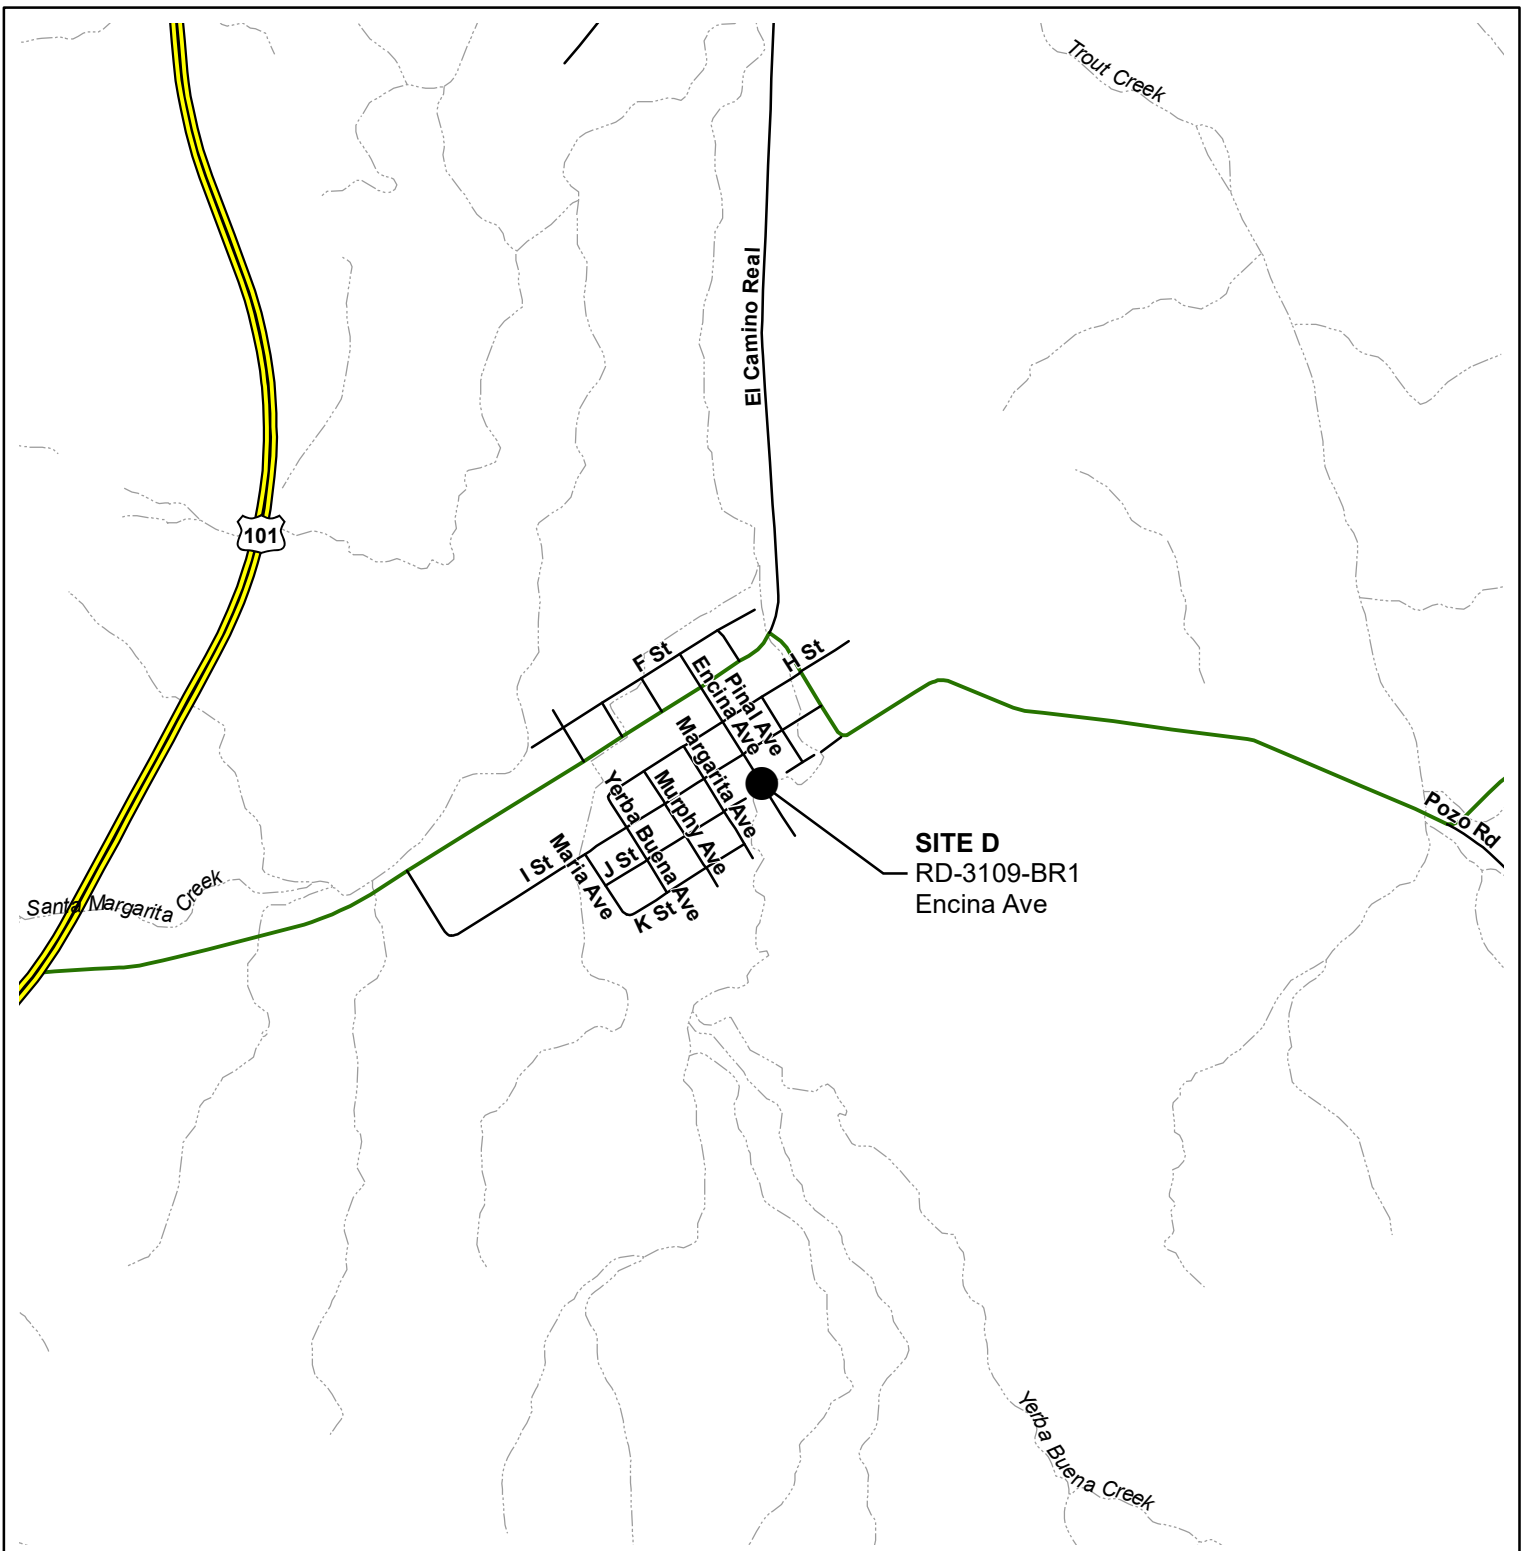 Trout Creek
El Camino Real
101
F St
H St
Encina Ave
Pinal Ave
Margarita Ave
Murphy Ave
Yerba Buena Ave
Maria Ave
I St
J St
K St
Pozo Rd
SITE D
RD-3109-BR1
Encina Ave
Santa Margarita Creek
Yerba Buena Creek